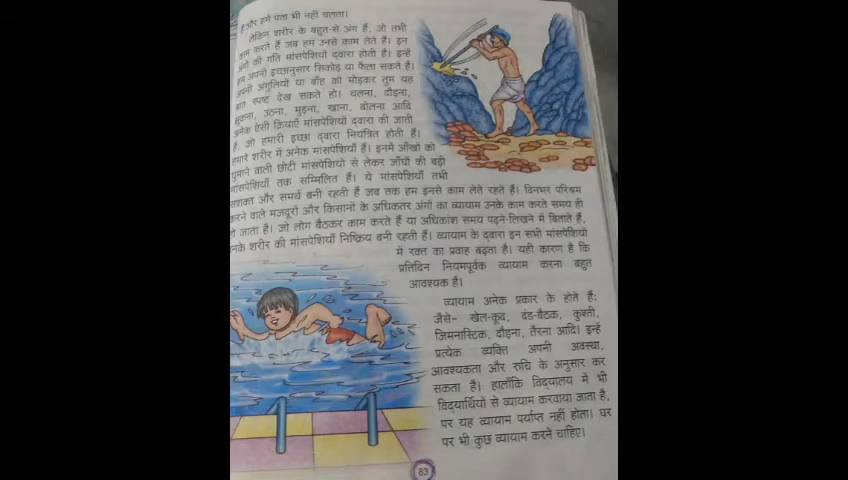 है और हमें पता भी नहीं चलता।
लेकिन शरीर के बहुत-से अंग हैं, जो तभी
काम करते हैं जब हम उनसे काम लेते हैं। इन
अंगों की गति मांसपेशियों द्वारा होती है। इन्हें
हम अपनी इच्छानुसार सिकोड़ या फैला सकते हैं।
अपनी अंगुलियों या बाँह को मोड़कर तुम यह
बात स्पष्ट देख सकते हो। चलना, दौड़ना,
झुकना, उठना, मुड़ना, खाना, बोलना आदि
अनेक ऐसी क्रियाएँ मांसपेशियों द्वारा की जाती
हैं, जो हमारी इच्छा द्वारा नियंत्रित होती हैं।
हमारे शरीर में अनेक मांसपेशियाँ हैं। इनमें आँखों को
घुमाने वाली छोटी मांसपेशियों से लेकर जाँघों की बड़ी
मांसपेशियाँ तक सम्मिलित हैं। ये मांसपेशियाँ तभी
सशक्त और समर्थ बनी रहती हैं जब तक हम इनसे काम लेते रहते हैं। दिनभर परिश्रम
करने वाले मजदूरों और किसानों के अधिकतर अंगों का व्यायाम उनके काम करते समय ही
हो जाता है। जो लोग बैठकर काम करते हैं या अधिकांश समय पढ़ने-लिखने में बिताते हैं,
उनके शरीर की मांसपेशियाँ निष्क्रिय बनी रहती हैं। व्यायाम के द्वारा इन सभी मांसपेशियों
में रक्त का प्रवाह बढ़ता है। यही कारण है कि
प्रतिदिन नियमपूर्वक व्यायाम करना बहुत
आवश्यक है।
व्यायाम अनेक प्रकार के होते हैं;
जैसे- खेल-कूद, दंड-बैठक, कुश्ती,
जिमनास्टिक, दौड़ना, तैरना आदि। इन्हें
प्रत्येक व्यक्ति अपनी अवस्था,
आवश्यकता और रुचि के अनुसार कर
सकता है। हालाँकि विद्यालय में भी
विद्यार्थियों से व्यायाम करवाया जाता है,
पर यह व्यायाम पर्याप्त नहीं होता। घर
पर भी कुछ व्यायाम करने चाहिए।
83